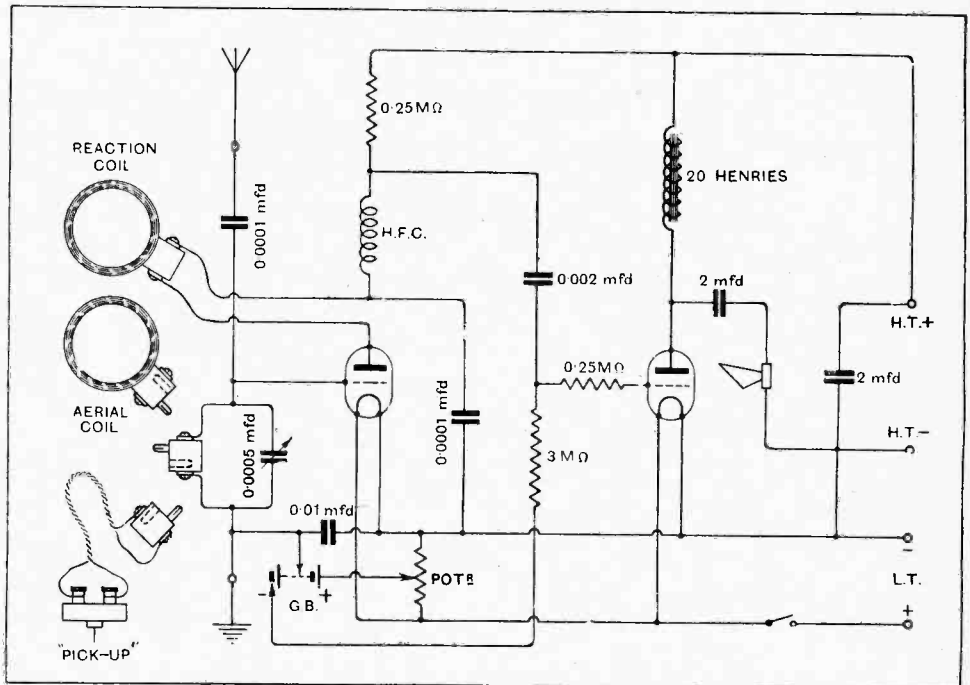 REACTION
COIL
0.0001 mfd
0·25MΩ
H.F.C.
0·002 mfd
20 HENRIES
2 mfd
H.T.+
2 mfd
H.T.-
AERIAL
COIL
0·0005 mfd
0·0001 mfd
0·25MΩ
3 MΩ
0·01 mfd
- G.B. +
POTR
-
L.T.
+
"PICK-UP"